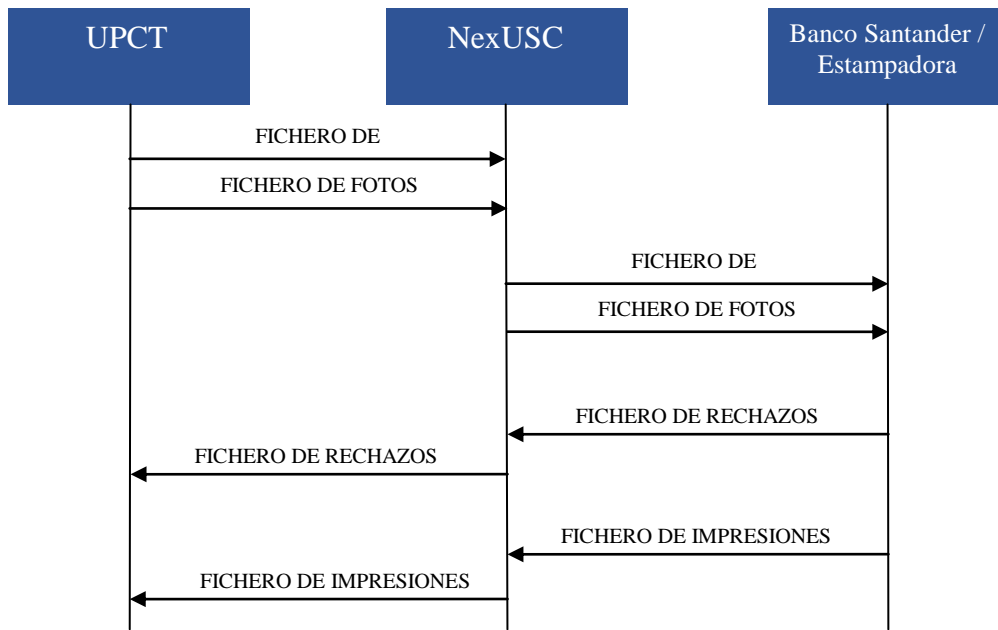 UPCT
NexUSC
Banco Santander /
Estampadora
FICHERO DE
FICHERO DE FOTOS
FICHERO DE
FICHERO DE FOTOS
FICHERO DE RECHAZOS
FICHERO DE RECHAZOS
FICHERO DE IMPRESIONES
FICHERO DE IMPRESIONES